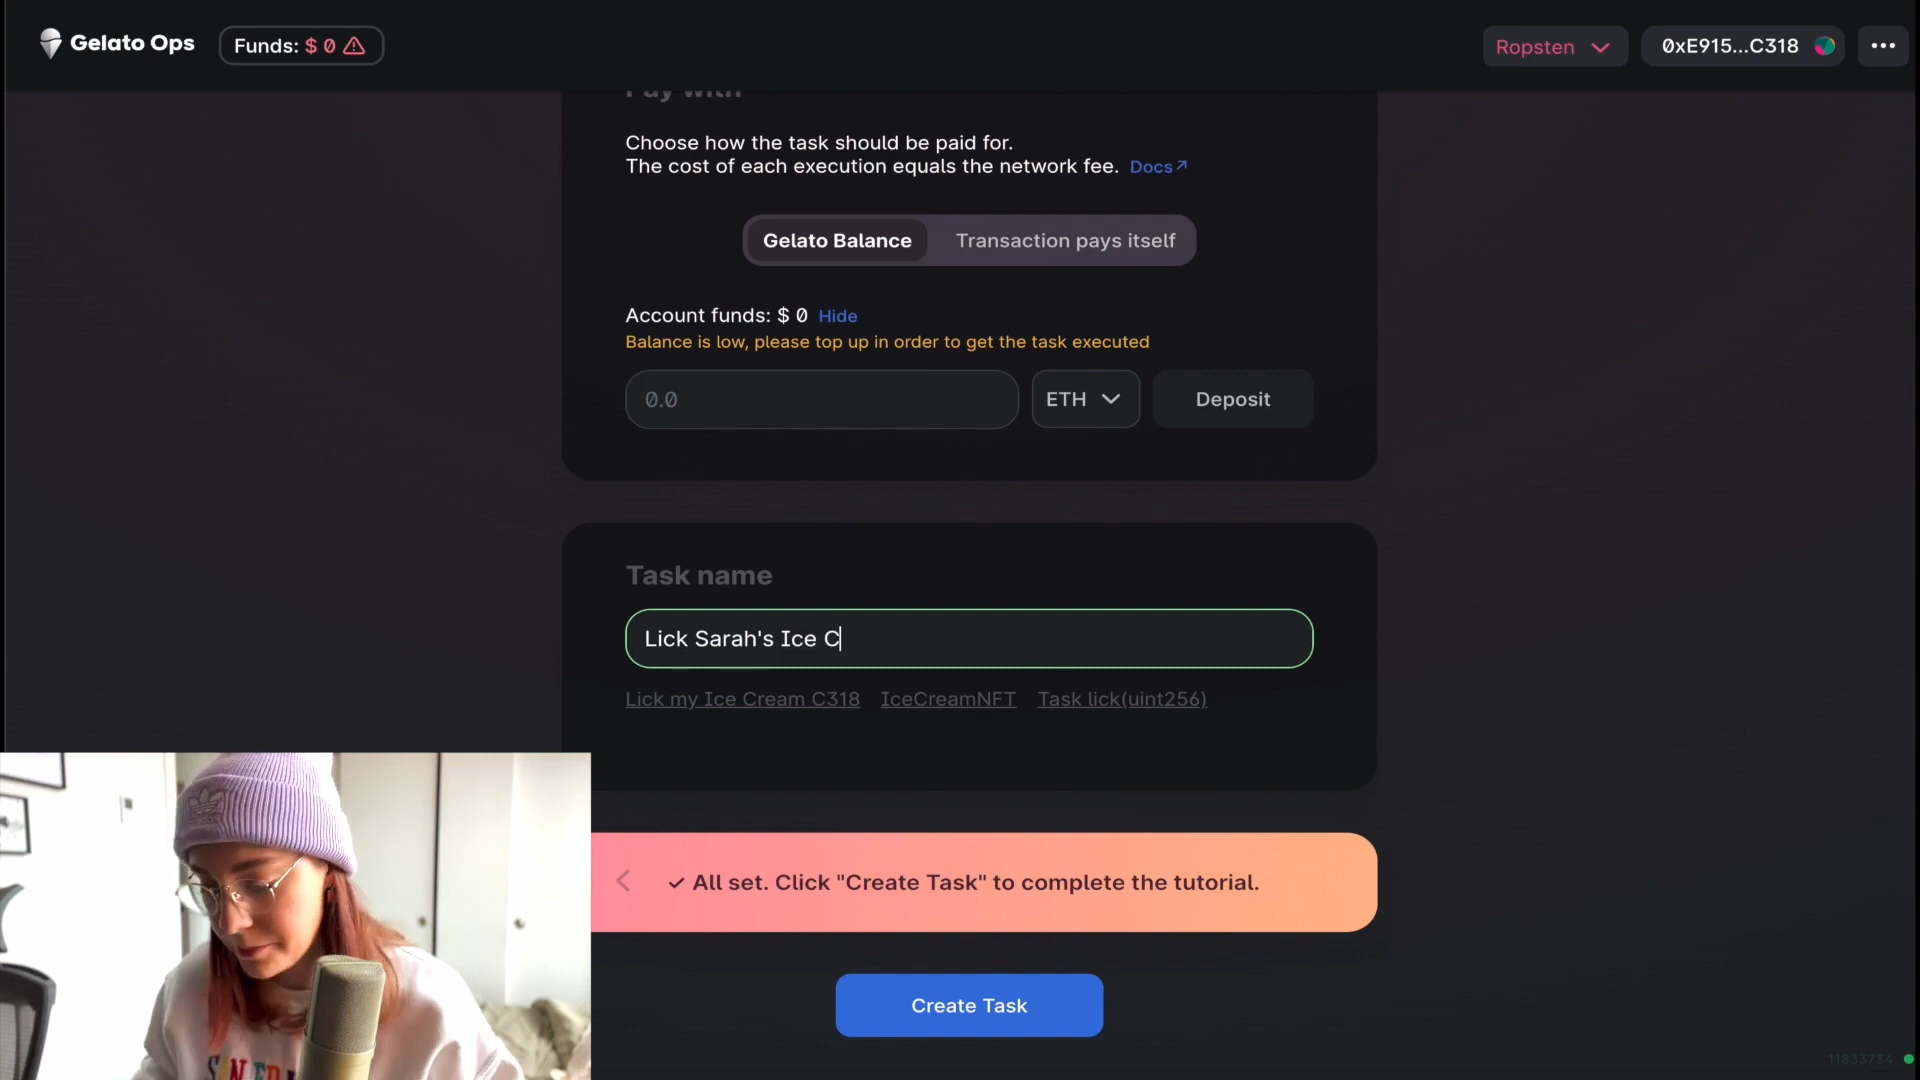 Gelato Ops
Funds: $ 0
Ropsten
0xE915...C318
Pay with
Choose how the task should be paid for.
The cost of each execution equals the network fee. Docs
Gelato Balance
Transaction pays itself
Account funds: $ 0 Hide
Balance is low, please top up in order to get the task executed
0.0
ETH
Deposit
Task name
Lick Sarah's Ice C
Lick my Ice Cream C318 IceCreamNFT Task lick(uint256)
✓ All set. Click "Create Task" to complete the tutorial.
Create Task
11833734